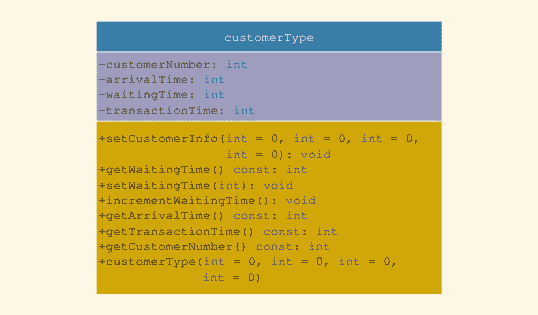 customerType
-customerNumber: int
-arrivalTime: int
-waitingTime: int
-transactionTime: int
+setCustomerInfo(int = 0, int = 0, int = 0,
int = 0): void
+getWaitingTime() const: int
+setWaitingTime(int): void
+incrementWaitingTime(): void
+getArrivalTime() const: int
+getTransactionTime() const: int
+getCustomerNumber{} const: int
+customerType(int = 0, int = 0, int = 0,
int = 0)